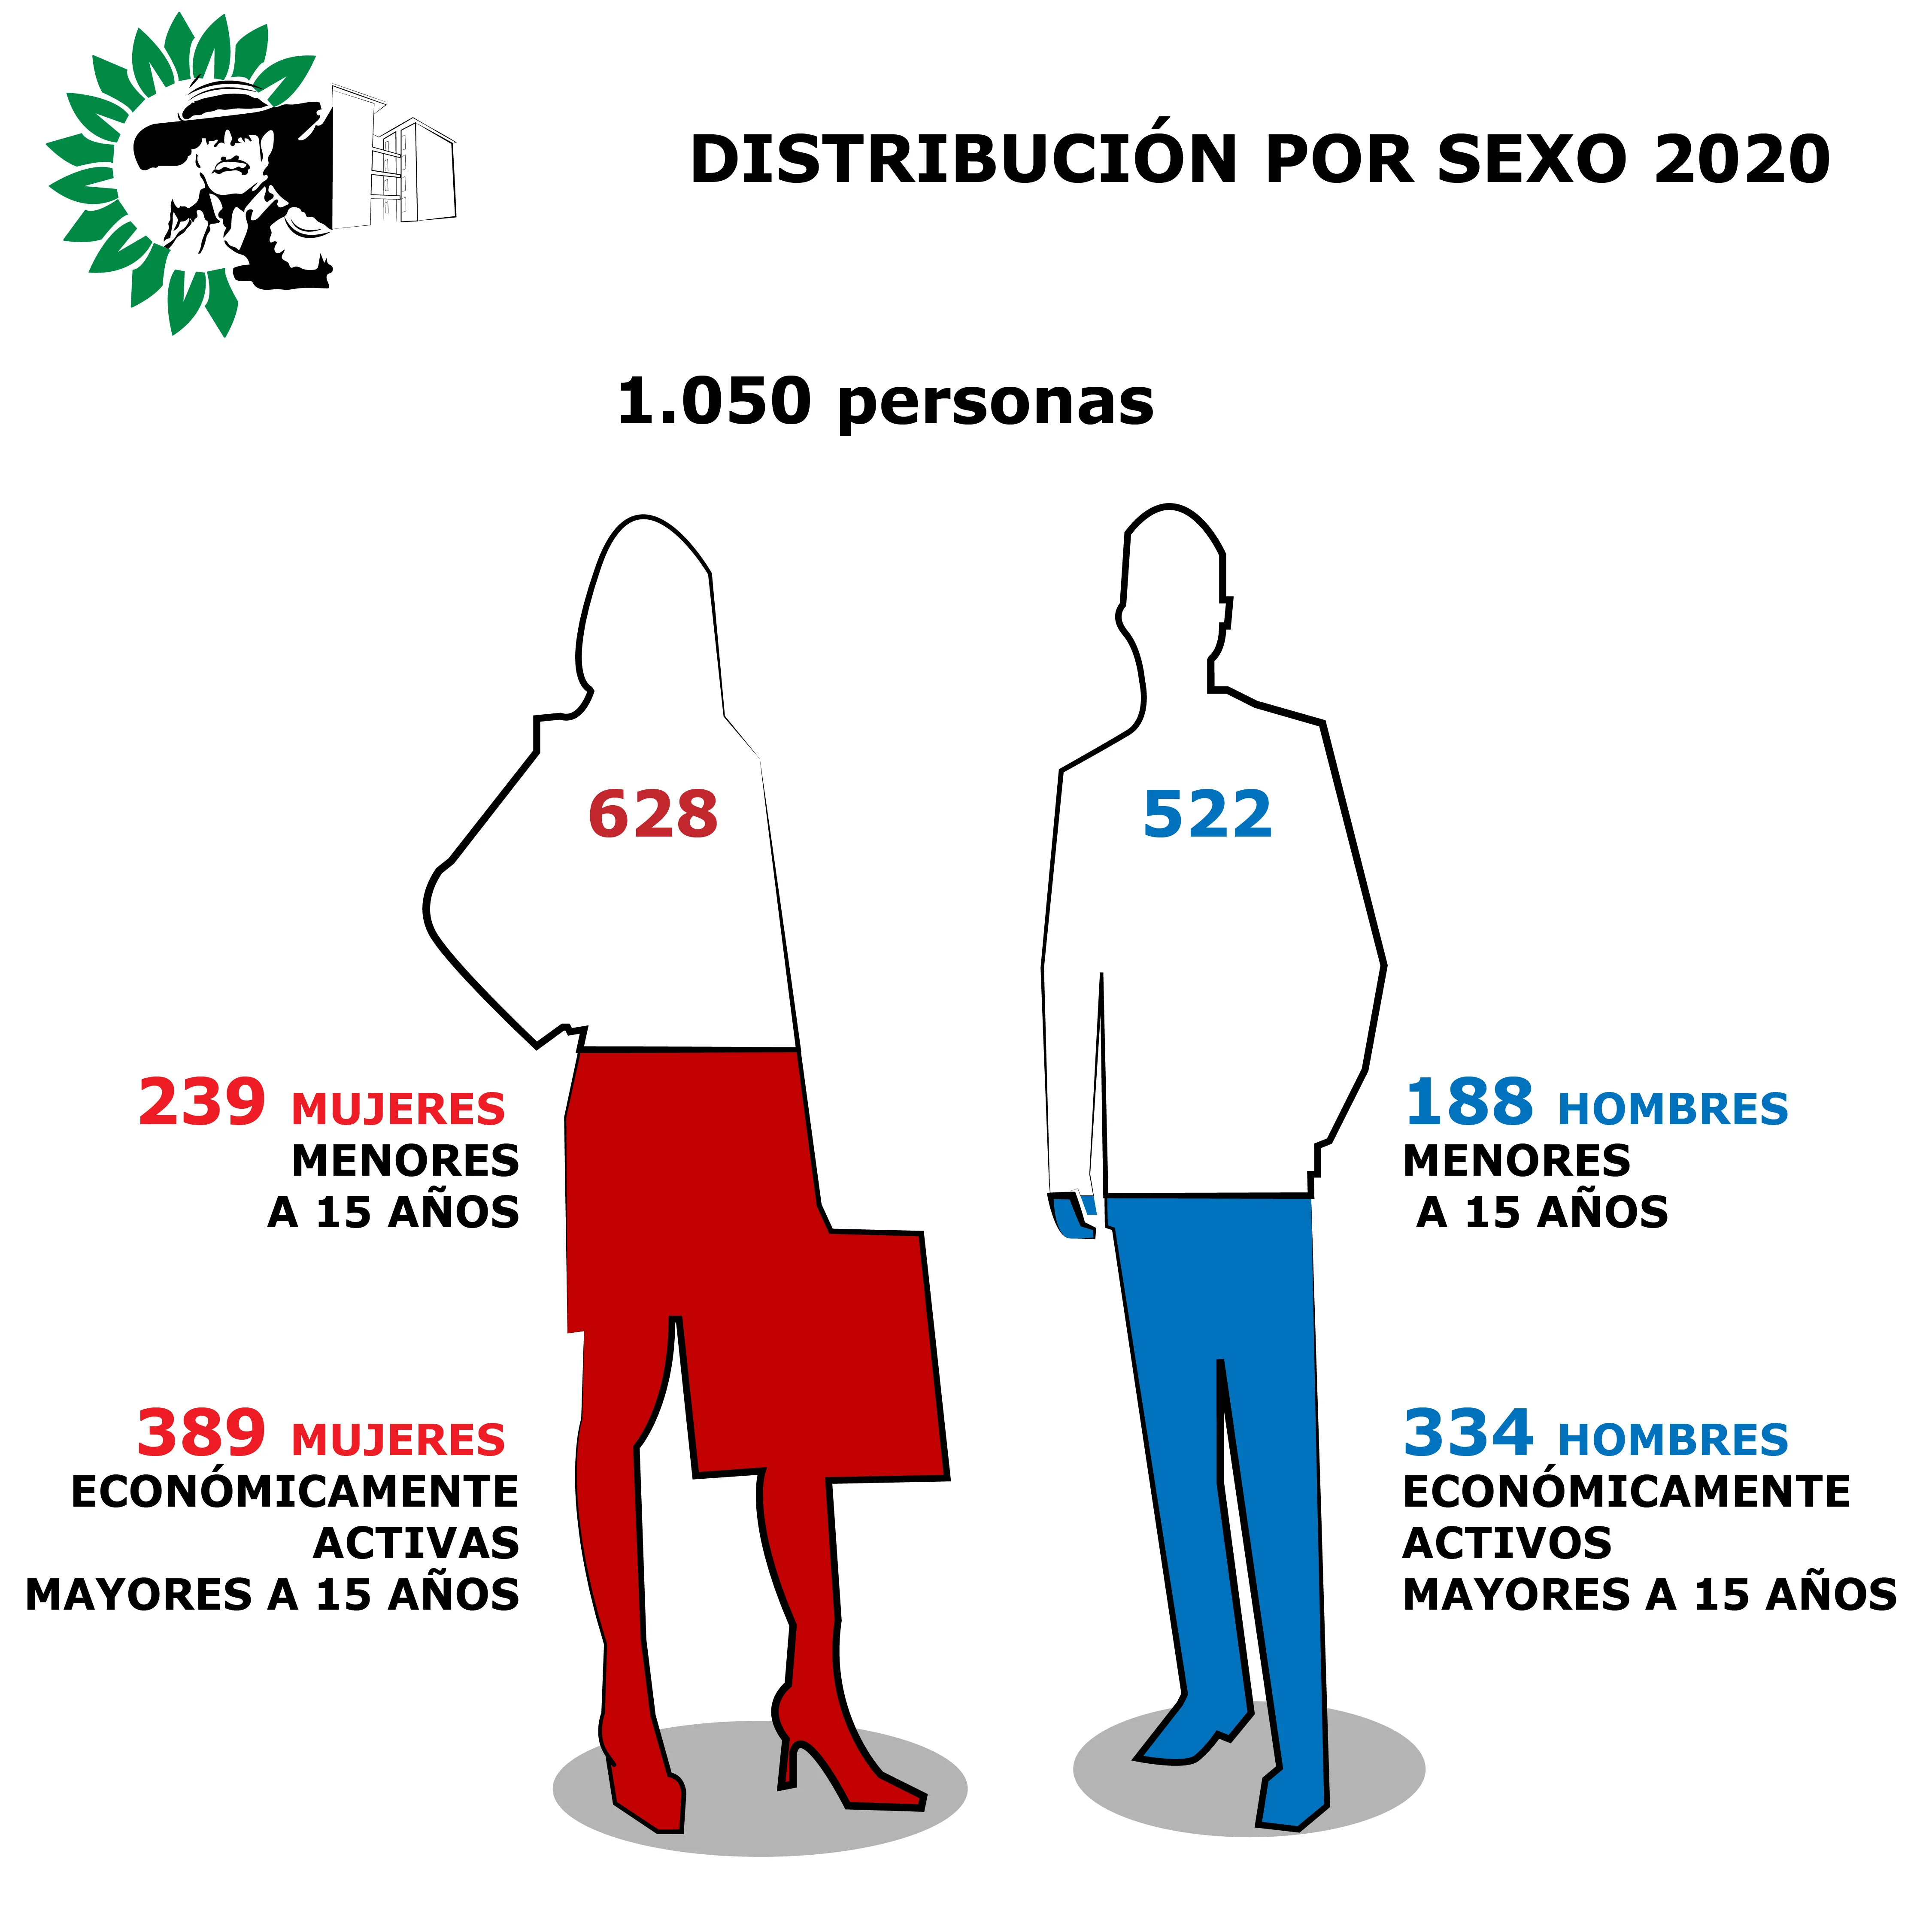 DISTRIBUCIÓN POR SEXO 2020
1.050 personas
628
522
239 MUJERES
MENORES
A 15 AÑOS
188 HOMBRES
MENORES
A 15 AÑOS
389 MUJERES
ECONÓMICAMENTE
ACTIVAS
MAYORES A 15 AÑOS
334 HOMBRES
ECONÓMICAMENTE
ACTIVOS
MAYORES A 15 AÑOS